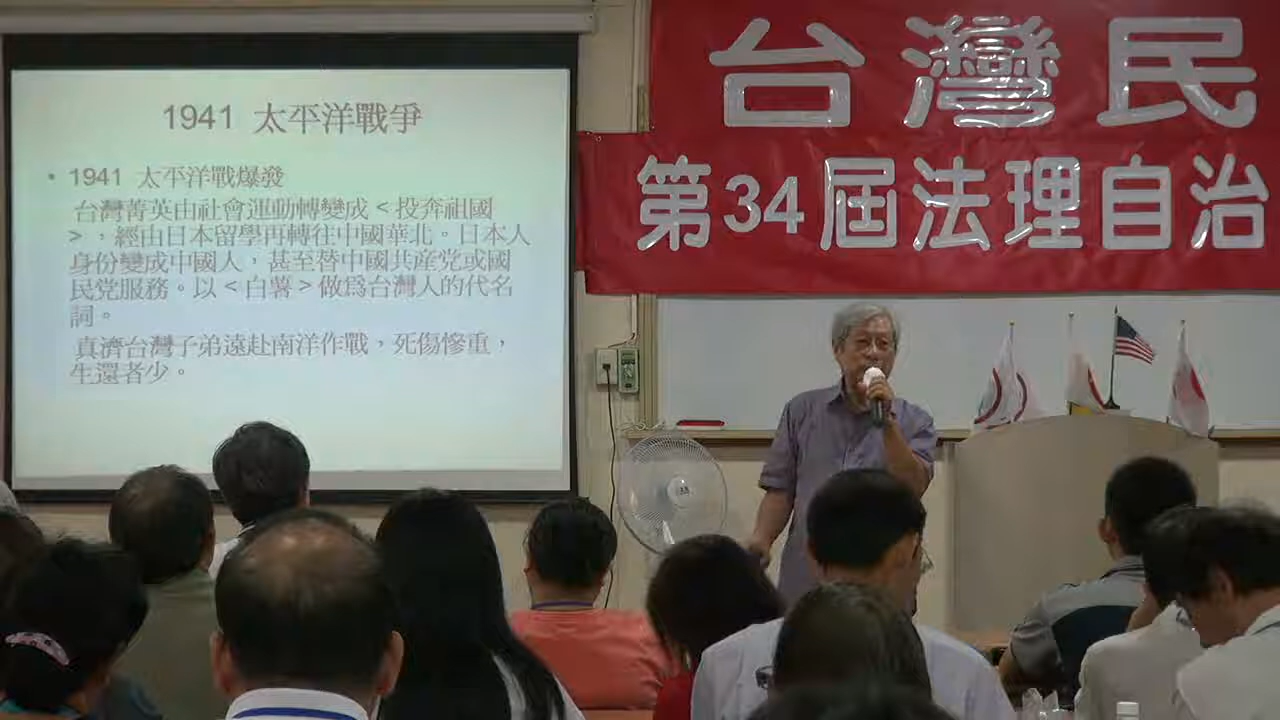 1941 太平洋戰爭
• 1941 太平洋戰爆發
台灣菁英由社會運動轉變成＜投奔祖國
＞，經由日本留學再轉往中國華北。日本人
身份變成中國人，甚至替中國共産党或國
民党服務。以＜白薯＞做爲台灣人的代名
詞。
真濟台灣子弟遠赴南洋作戰，死傷慘重，
生還者少。
台灣民
第34屆法理自治